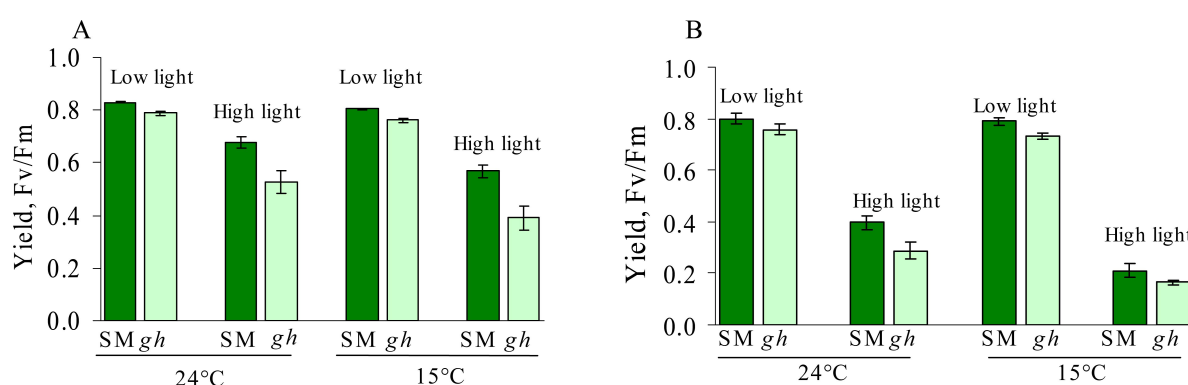 A
Yield, Fv/Fm
1.0
0.8
0.6
0.4
0.2
0.0
Low light
High light
Low light
High light
SM gh SM gh SM gh SM gh
24°C 15°C
B
Yield, Fv/Fm
1.0
0.8
0.6
0.4
0.2
0.0
Low light
High light
Low light
High light
SM gh SM gh SM gh SM gh
24°C 15°C